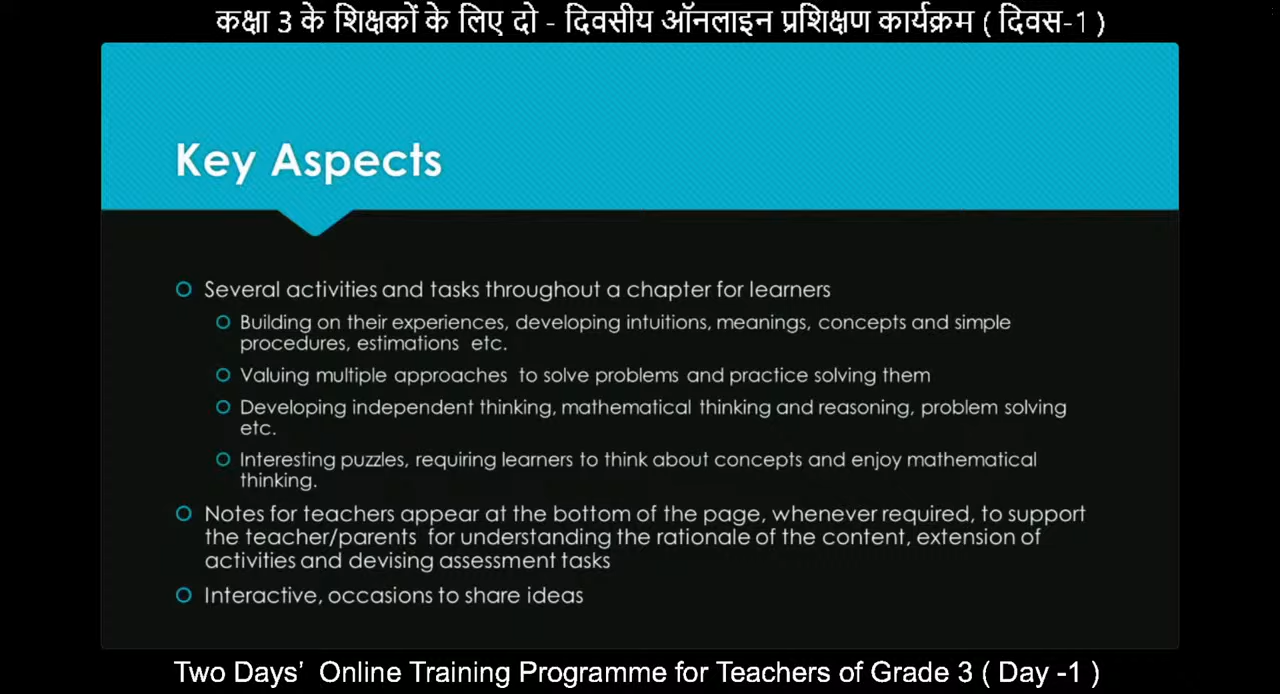 कक्षा 3 के शिक्षकों के लिए दो - दिवसीय ऑनलाइन प्रशिक्षण कार्यक्रम ( दिवस-1 )
Key Aspects
Several activities and tasks throughout a chapter for learners
Building on their experiences, developing intuitions, meanings, concepts and simple
procedures, estimations etc.
Valuing multiple approaches to solve problems and practice solving them
Developing independent thinking, mathematical thinking and reasoning, problem solving
etc.
Interesting puzzles, requiring learners to think about concepts and enjoy mathematical
thinking.
Notes for teachers appear at the bottom of the page, whenever required, to support
the teacher/parents for understanding the rationale of the content, extension of
activities and devising assessment tasks
Interactive, occasions to share ideas
Two Days’ Online Training Programme for Teachers of Grade 3 ( Day -1 )